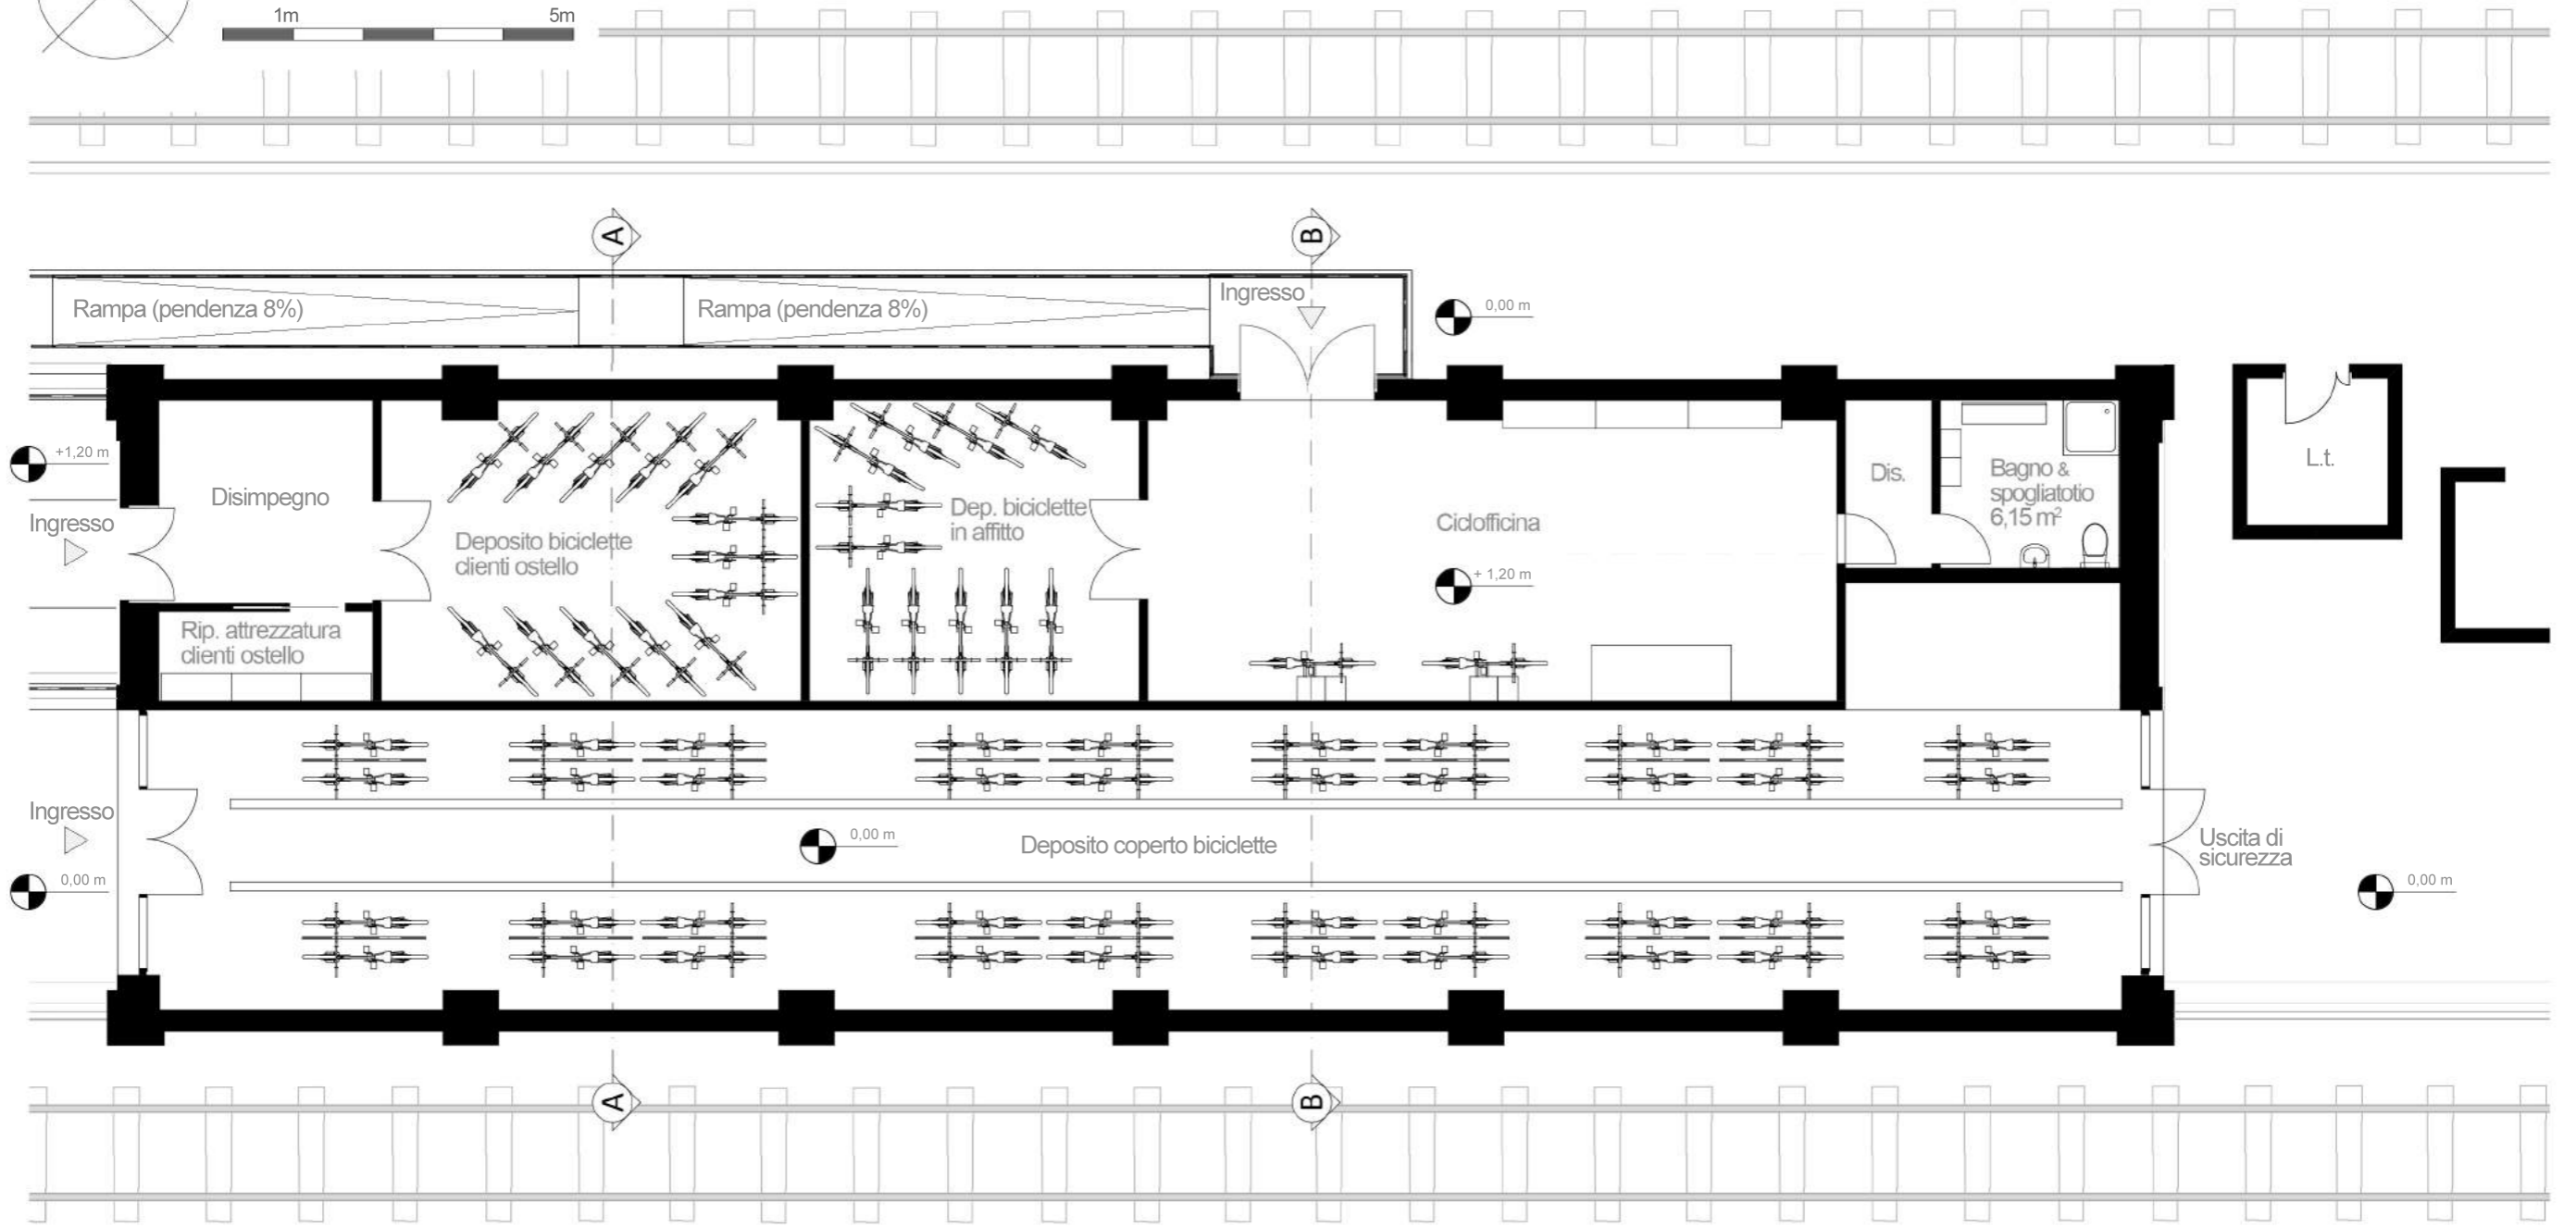 1m
5m
A
B
Rampa (pendenza 8%)
Rampa (pendenza 8%)
Ingresso
0,00 m
+1,20 m
Ingresso
Disimpegno
Deposito biciclette
clienti ostello
Dep. biciclette
in affitto
Ciclofficina
+ 1,20 m
Dis.
Bagno &
spogliatotio
6,15 m²
L.t.
Rip. attrezzatura
clienti ostello
Ingresso
0,00 m
0,00 m
Deposito coperto biciclette
Uscita di
sicurezza
0,00 m
A
B